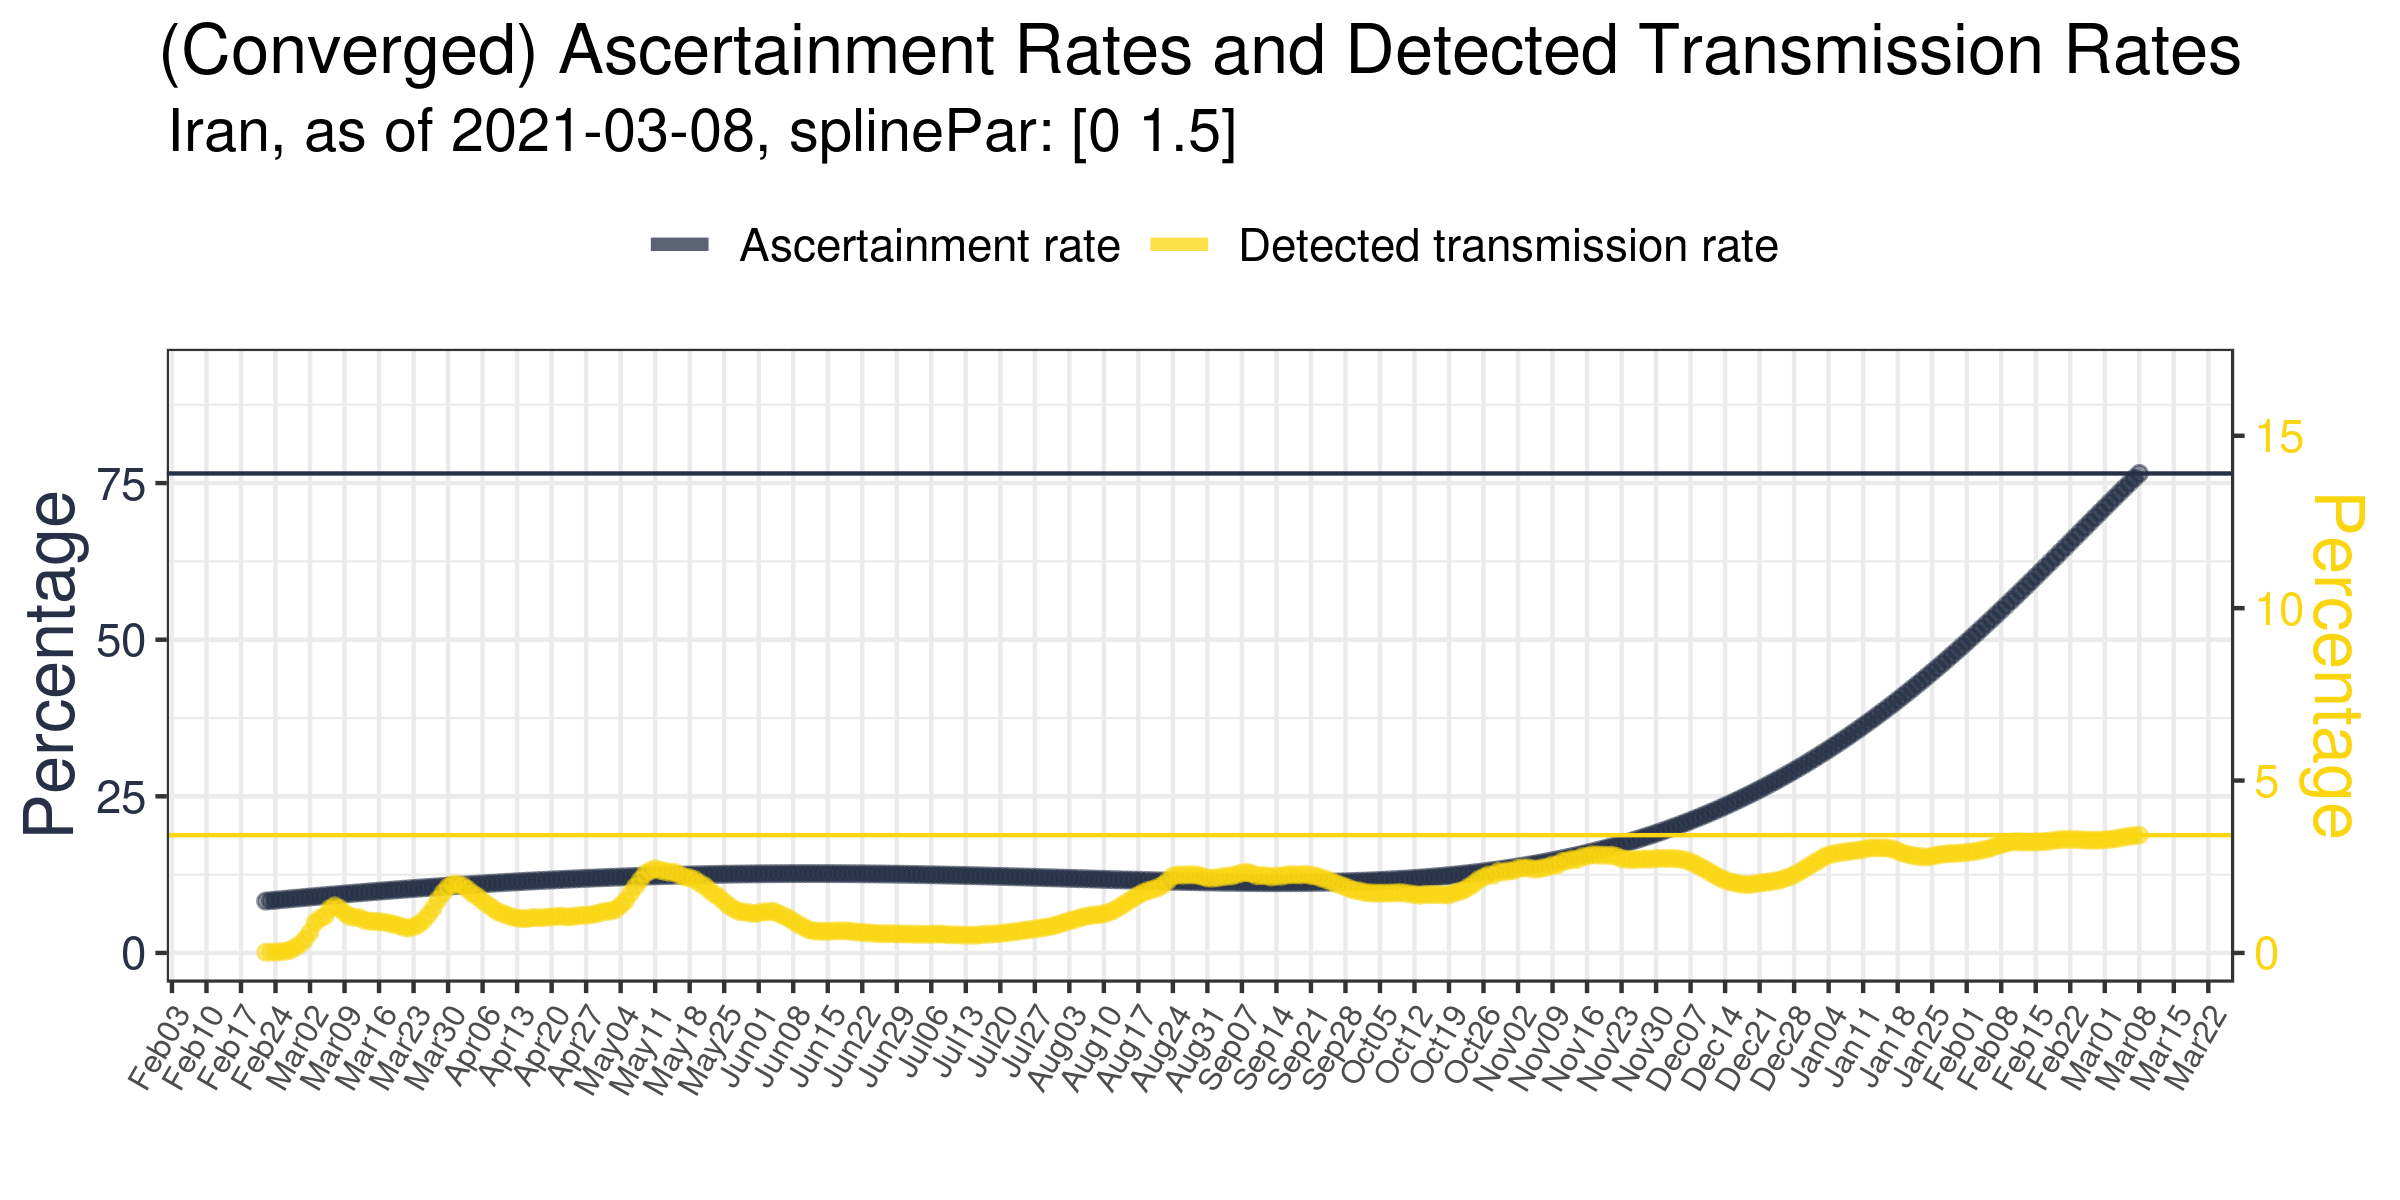 (Converged) Ascertainment Rates and Detected Transmission Rates
Iran, as of 2021-03-08, splinePar: [0 1.5]
Ascertainment rate
Detected transmission rate
Percentage
75
50
25
0
15
10
5
0
Percentage
Feb03
Feb10
Feb17
Feb24
Mar02
Mar09
Mar16
Mar23
Mar30
Apr06
Apr13
Apr20
Apr27
May04
May11
May18
May25
Jun01
Jun08
Jun15
Jun22
Jun29
Jul06
Jul13
Jul20
Jul27
Aug03
Aug10
Aug17
Aug24
Aug31
Sep07
Sep14
Sep21
Sep28
Oct05
Oct12
Oct19
Oct26
Nov02
Nov09
Nov16
Nov23
Nov30
Dec07
Dec14
Dec21
Dec28
Jan04
Jan11
Jan18
Jan25
Feb01
Feb08
Feb15
Feb22
Mar01
Mar08
Mar15
Mar22